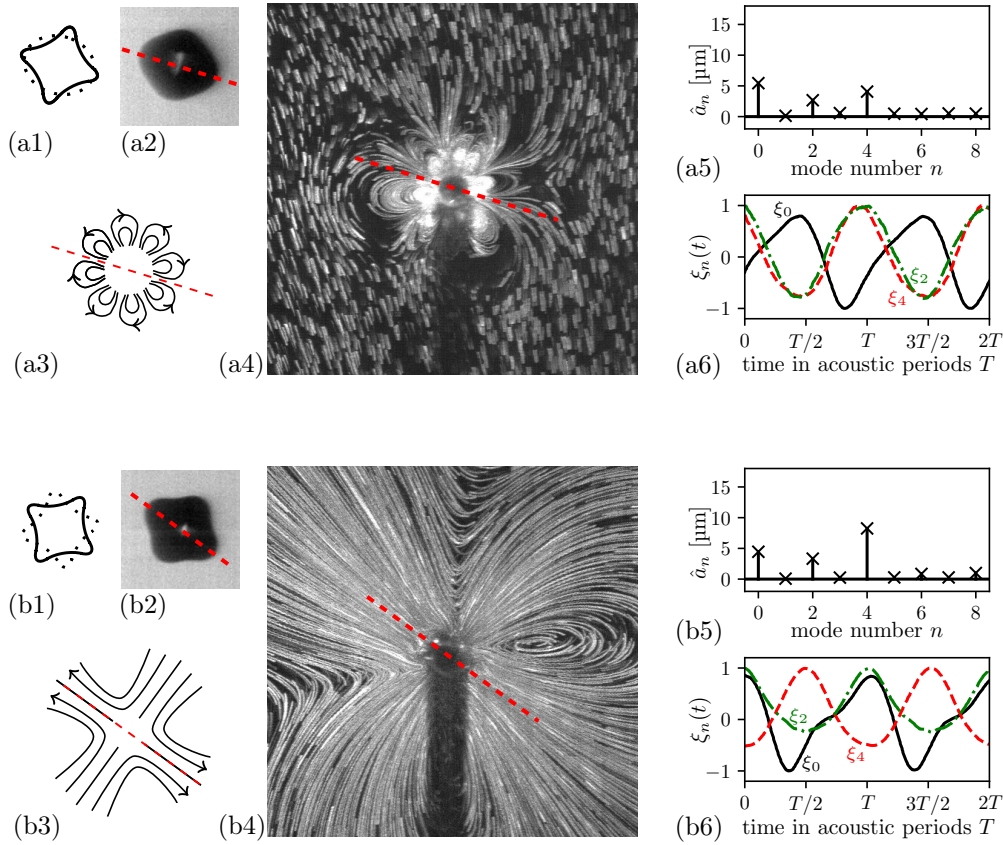 (a1)
(a2)
(a3)
(a4)
15
10
5
0
â_n [µm]
0 2 4 6 8
mode number n
(a5)
1
0
−1
ξ_n(t)
ξ_0
ξ_2
ξ_4
T/2 T 3T/2 2T
time in acoustic periods T
(a6)
(b1)
(b2)
(b3)
(b4)
15
10
5
0
â_n [µm]
0 2 4 6 8
mode number n
(b5)
1
0
−1
ξ_n(t)
ξ_2
ξ_0
ξ_4
0 T/2 T 3T/2 2T
time in acoustic periods T
(b6)